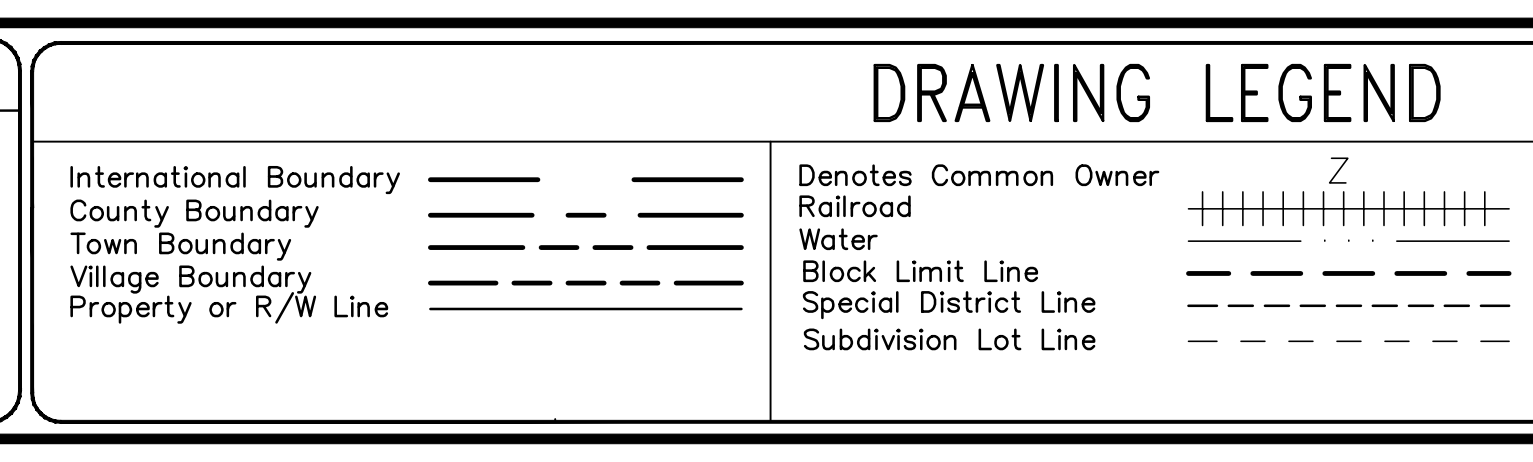 DRAWING LEGEND
International Boundary
County Boundary
Town Boundary
Village Boundary
Property or R/W Line
Denotes Common Owner Z
Railroad
Water
Block Limit Line
Special District Line
Subdivision Lot Line